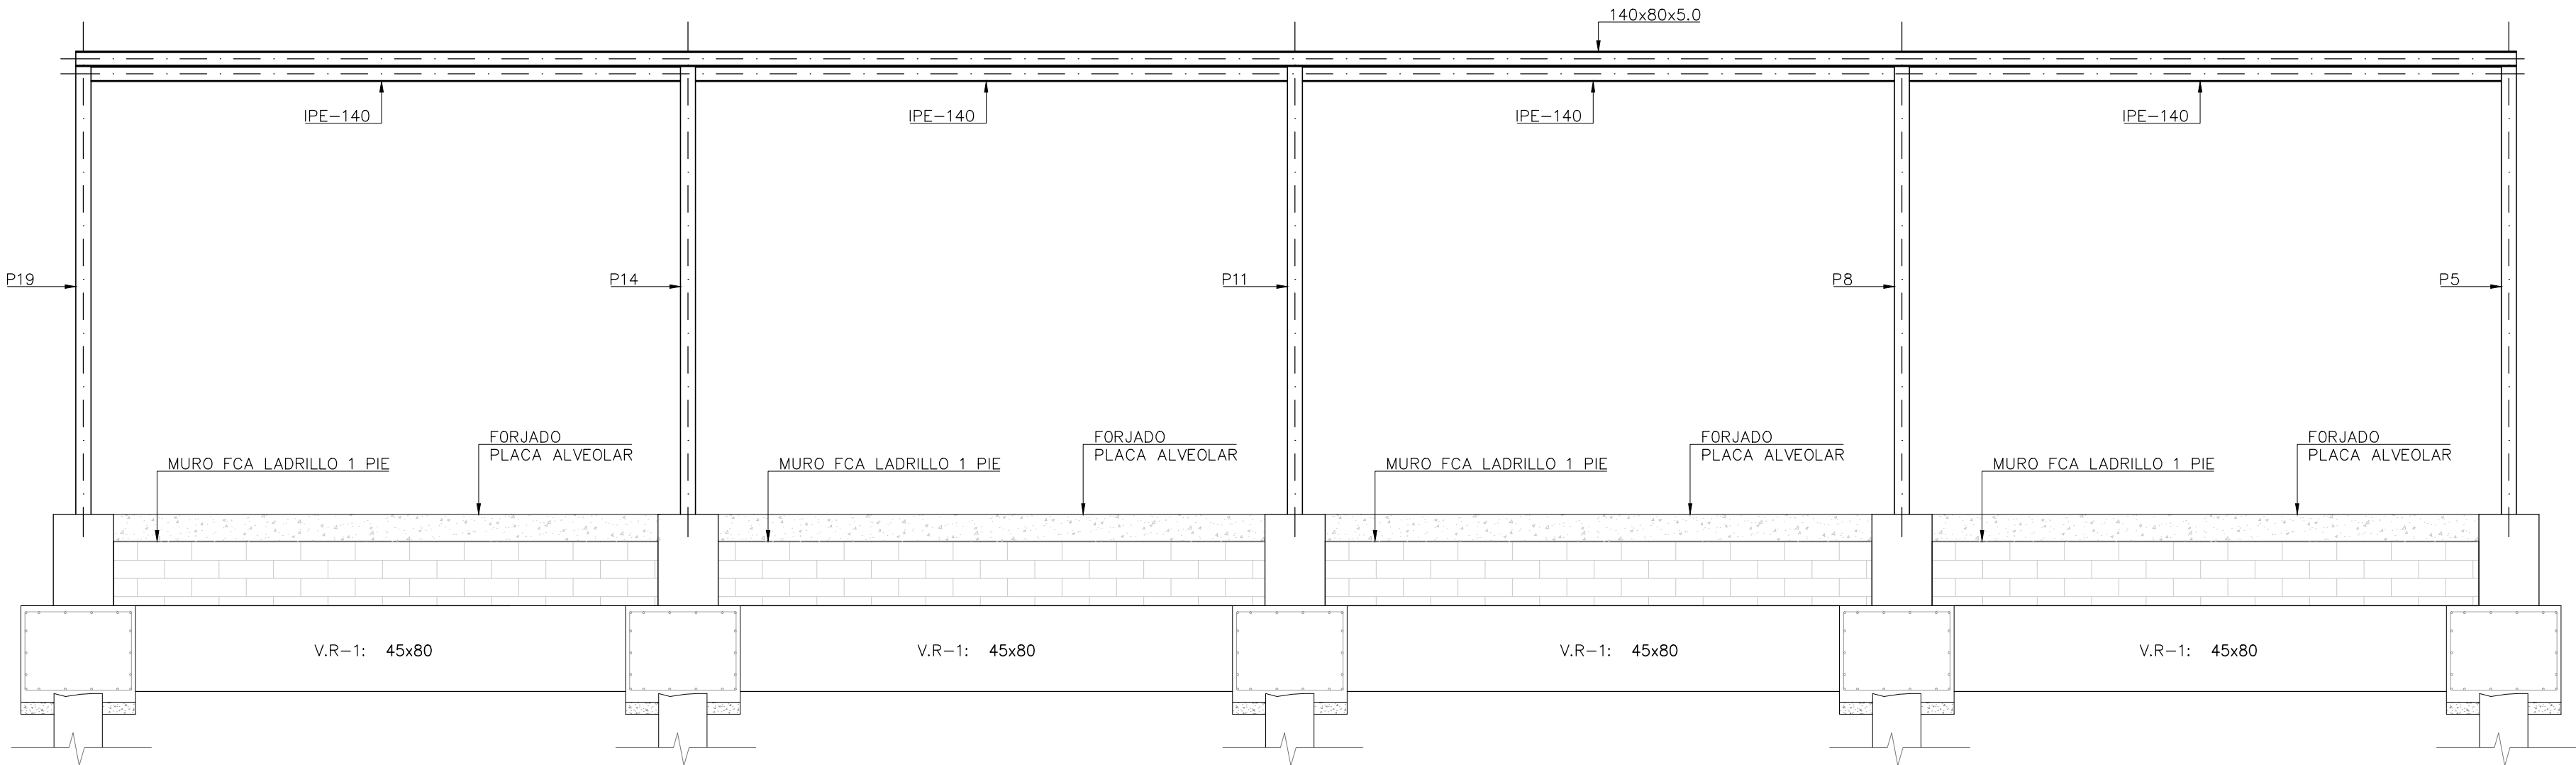 140x80x5.0
IPE-140
IPE-140
IPE-140
IPE-140
P19
P14
P11
P8
P5
FORJADO
PLACA ALVEOLAR
FORJADO
PLACA ALVEOLAR
FORJADO
PLACA ALVEOLAR
FORJADO
PLACA ALVEOLAR
MURO FCA LADRILLO 1 PIE
MURO FCA LADRILLO 1 PIE
MURO FCA LADRILLO 1 PIE
MURO FCA LADRILLO 1 PIE
V.R-1: 45x80
V.R-1: 45x80
V.R-1: 45x80
V.R-1: 45x80